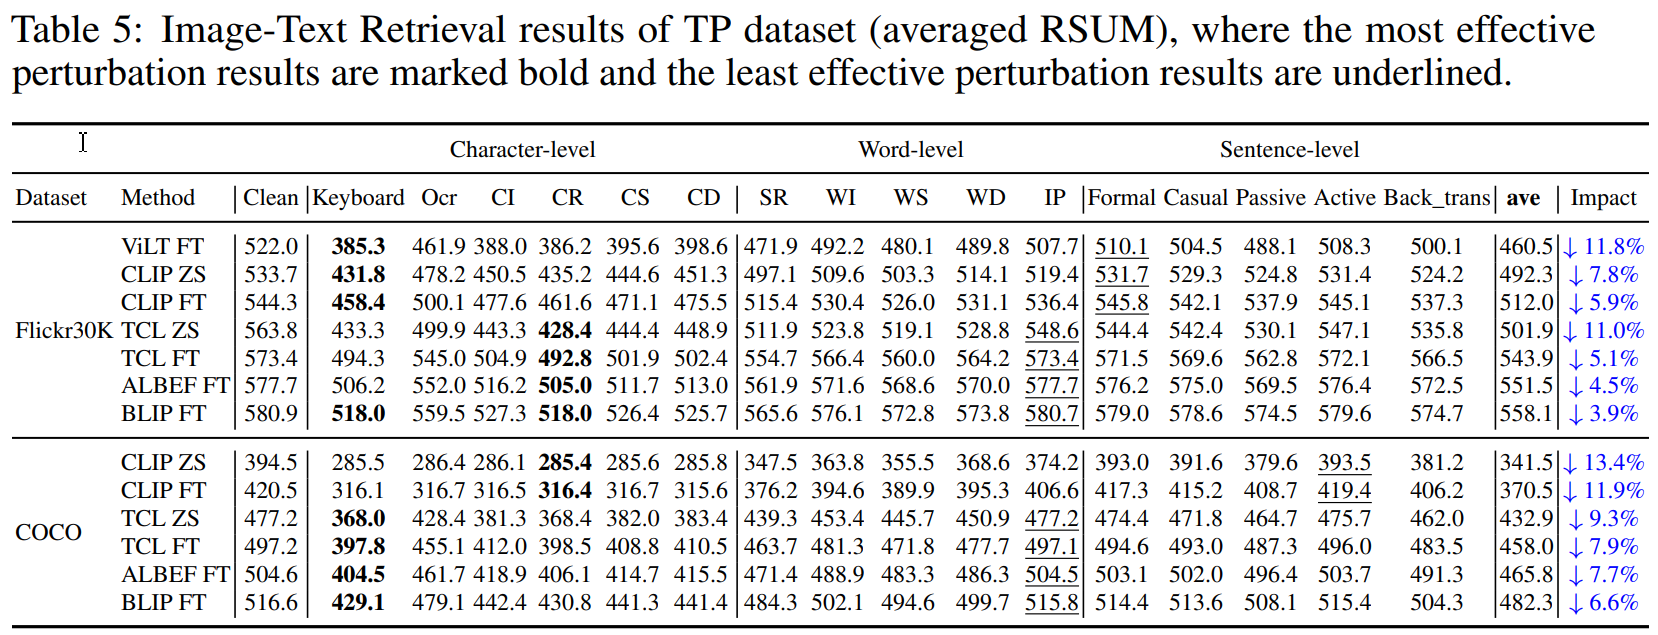 Table 5: Image-Text Retrieval results of TP dataset (averaged RSUM), where the most effective
perturbation results are marked bold and the least effective perturbation results are underlined.
Character-level Word-level Sentence-level
Dataset Method Clean Keyboard Ocr CI CR CS CD SR WI WS WD IP Formal Casual Passive Active Back_trans ave Impact
ViLT FT 522.0 385.3 461.9 388.0 386.2 395.6 398.6 471.9 492.2 480.1 489.8 507.7 510.1 504.5 488.1 508.3 500.1 460.5 ↓ 11.8%
CLIP ZS 533.7 431.8 478.2 450.5 435.2 444.6 451.3 497.1 509.6 503.3 514.1 519.4 531.7 529.3 524.8 531.4 524.2 492.3 ↓ 7.8%
CLIP FT 544.3 458.4 500.1 477.6 461.6 471.1 475.5 515.4 530.4 526.0 531.1 536.4 545.8 542.1 537.9 545.1 537.3 512.0 ↓ 5.9%
Flickr30K TCL ZS 563.8 433.3 499.9 443.3 428.4 444.4 448.9 511.9 523.8 519.1 528.8 548.6 544.4 542.4 530.1 547.1 535.8 501.9 ↓ 11.0%
TCL FT 573.4 494.3 545.0 504.9 492.8 501.9 502.4 554.7 566.4 560.0 564.2 573.4 571.5 569.6 562.8 572.1 566.5 543.9 ↓ 5.1%
ALBEF FT 577.7 506.2 552.0 516.2 505.0 511.7 513.0 561.9 571.6 568.6 570.0 577.7 576.2 575.0 569.5 576.4 572.5 551.5 ↓ 4.5%
BLIP FT 580.9 518.0 559.5 527.3 518.0 526.4 525.7 565.6 576.1 572.8 573.8 580.7 579.0 578.6 574.5 579.6 574.7 558.1 ↓ 3.9%
CLIP ZS 394.5 285.5 286.4 286.1 285.4 285.6 285.8 347.5 363.8 355.5 368.6 374.2 393.0 391.6 379.6 393.5 381.2 341.5 ↓ 13.4%
CLIP FT 420.5 316.1 316.7 316.5 316.4 316.7 315.6 376.2 394.6 389.9 395.3 406.6 417.3 415.2 408.7 419.4 406.2 370.5 ↓ 11.9%
COCO TCL ZS 477.2 368.0 428.4 381.3 368.4 382.0 383.4 439.3 453.4 445.7 450.9 477.2 474.4 471.8 464.7 475.7 462.0 432.9 ↓ 9.3%
TCL FT 497.2 397.8 455.1 412.0 398.5 408.8 410.5 463.7 481.3 471.8 477.7 497.1 494.6 493.0 487.3 496.0 483.5 458.0 ↓ 7.9%
ALBEF FT 504.6 404.5 461.7 418.9 406.1 414.7 415.5 471.4 488.9 483.3 486.3 504.5 503.1 502.0 496.4 503.7 491.3 465.8 ↓ 7.7%
BLIP FT 516.6 429.1 479.1 442.4 430.8 441.3 441.4 484.3 502.1 494.6 499.7 515.8 514.4 513.6 508.1 515.4 504.3 482.3 ↓ 6.6%